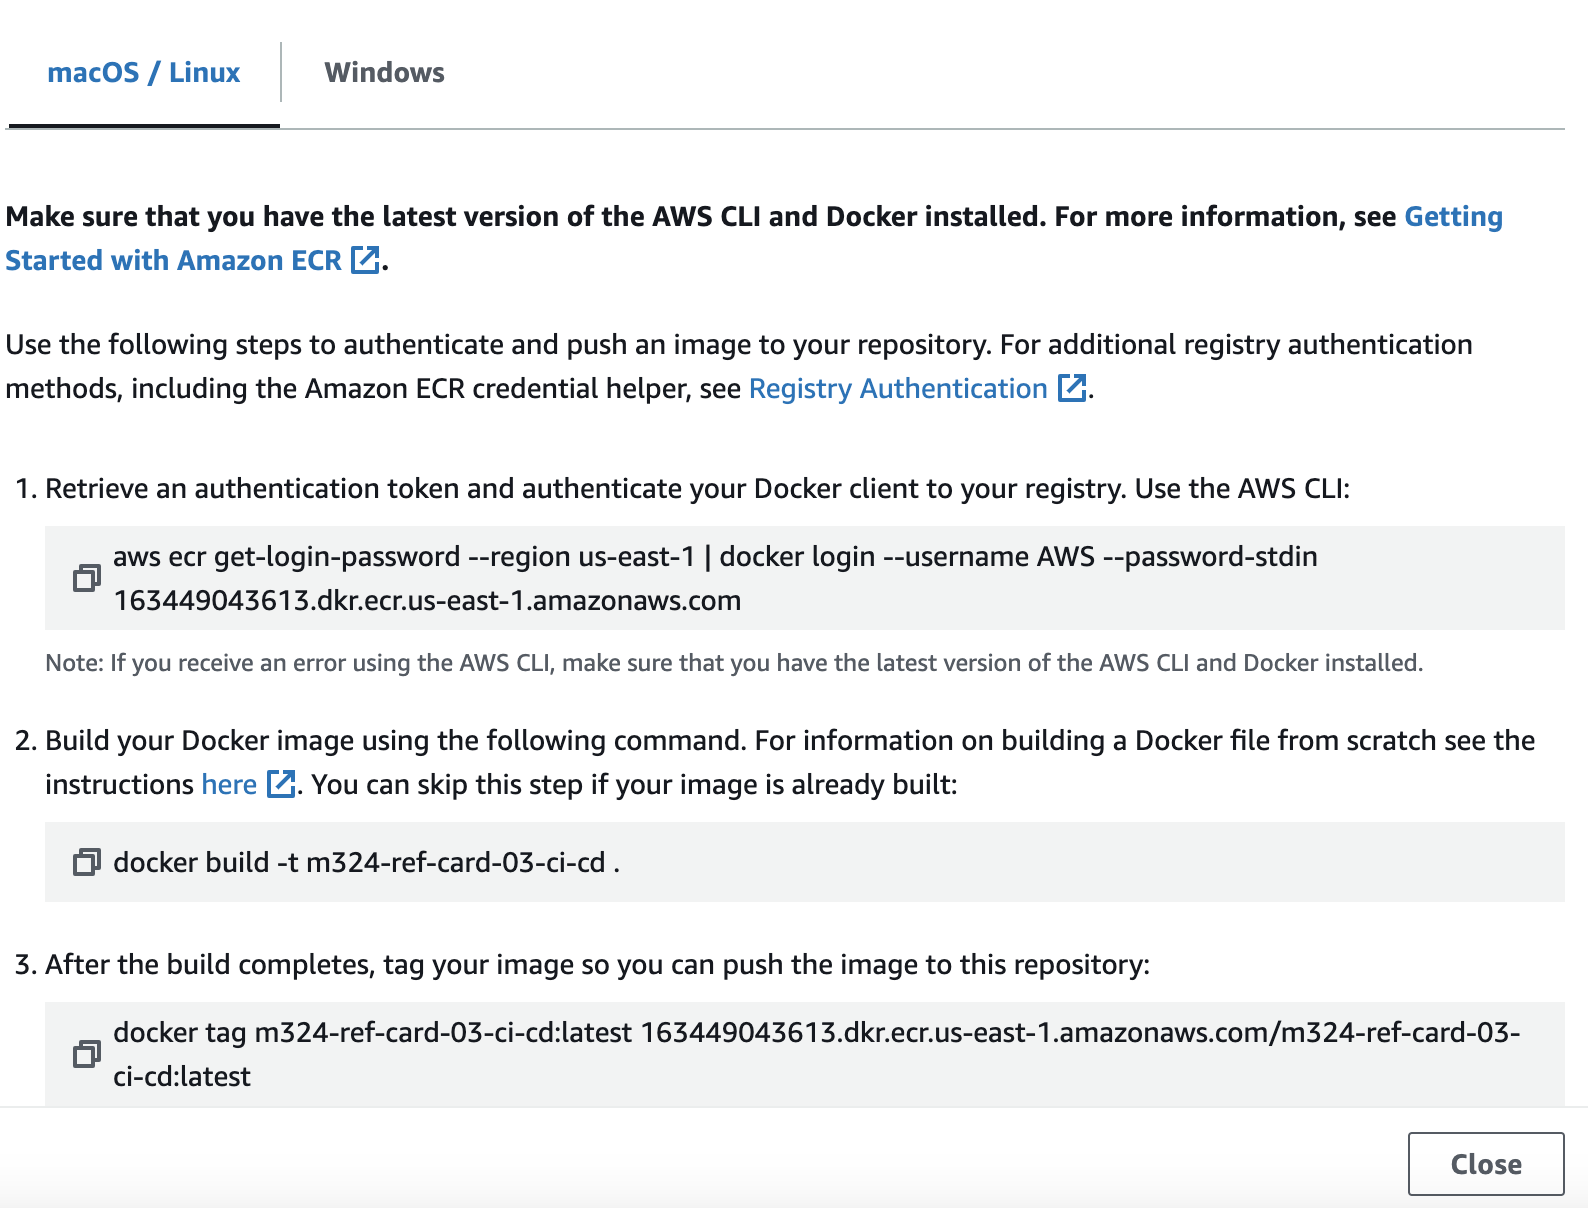 macOS / Linux
Windows
Make sure that you have the latest version of the AWS CLI and Docker installed. For more information, see Getting
Started with Amazon ECR .
Use the following steps to authenticate and push an image to your repository. For additional registry authentication
methods, including the Amazon ECR credential helper, see Registry Authentication .
1. Retrieve an authentication token and authenticate your Docker client to your registry. Use the AWS CLI:
aws ecr get-login-password --region us-east-1 | docker login --username AWS --password-stdin
163449043613.dkr.ecr.us-east-1.amazonaws.com
Note: If you receive an error using the AWS CLI, make sure that you have the latest version of the AWS CLI and Docker installed.
2. Build your Docker image using the following command. For information on building a Docker file from scratch see the
instructions here . You can skip this step if your image is already built:
docker build -t m324-ref-card-03-ci-cd .
3. After the build completes, tag your image so you can push the image to this repository:
docker tag m324-ref-card-03-ci-cd:latest 163449043613.dkr.ecr.us-east-1.amazonaws.com/m324-ref-card-03-
ci-cd:latest
Close